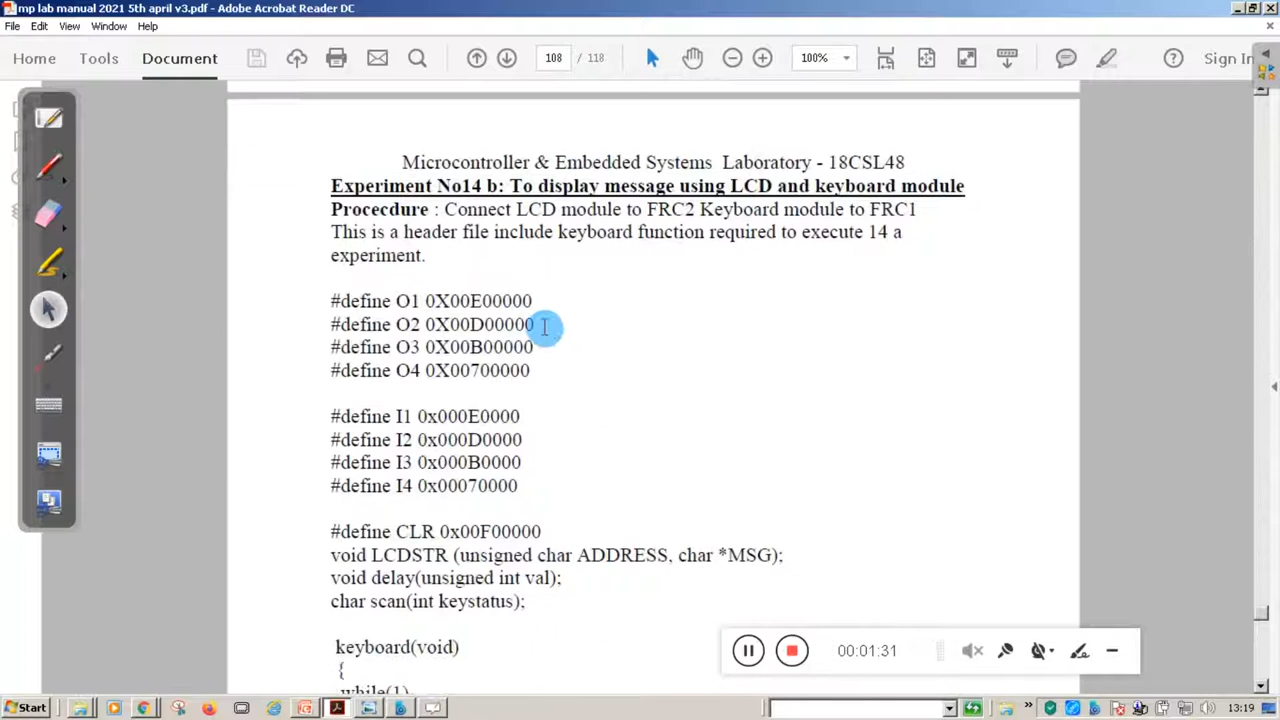 mp lab manual 2021 5th april v3.pdf - Adobe Acrobat Reader DC
File Edit View Window Help
Home Tools Document 108 / 118 100% Sign In
Microcontroller & Embedded Systems Laboratory - 18CSL48
Experiment No14 b: To display message using LCD and keyboard module
Procecdure : Connect LCD module to FRC2 Keyboard module to FRC1
This is a header file include keyboard function required to execute 14 a
experiment.
#define O1 0X00E00000
#define O2 0X00D00000
#define O3 0X00B00000
#define O4 0X00700000
#define I1 0x000E0000
#define I2 0x000D0000
#define I3 0x000B0000
#define I4 0x00070000
#define CLR 0x00F00000
void LCDSTR (unsigned char ADDRESS, char *MSG);
void delay(unsigned int val);
char scan(int keystatus);
keyboard(void)
{
while(1)
00:01:31
Start 13:19